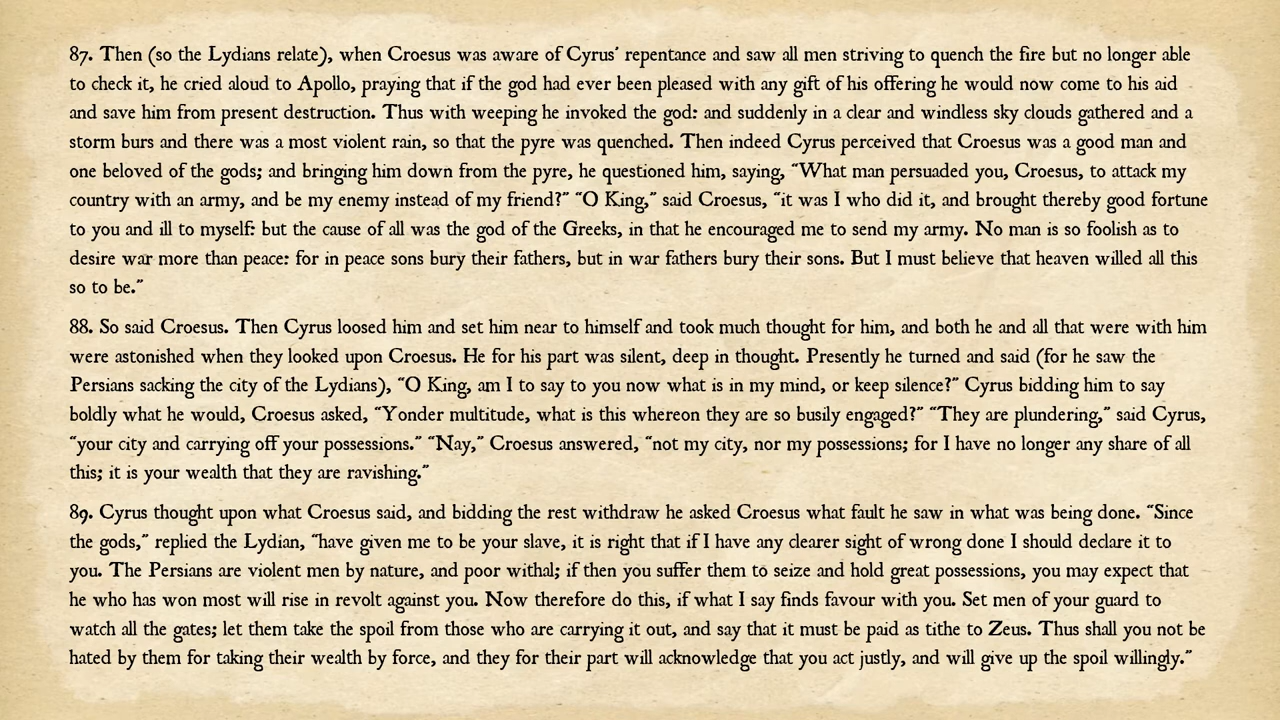 87. Then (so the Lydians relate), when Croesus was aware of Cyrus' repentance and saw all men striving to quench the fire but no longer able
to check it, he cried aloud to Apollo, praying that if the god had ever been pleased with any gift of his offering he would now come to his aid
and save him from present destruction. Thus with weeping he invoked the god: and suddenly in a clear and windless sky clouds gathered and a
storm burs and there was a most violent rain, so that the pyre was quenched. Then indeed Cyrus perceived that Croesus was a good man and
one beloved of the gods; and bringing him down from the pyre, he questioned him, saying, “What man persuaded you, Croesus, to attack my
country with an army, and be my enemy instead of my friend?” “O King,” said Croesus, “it was I who did it, and brought thereby good fortune
to you and ill to myself: but the cause of all was the god of the Greeks, in that he encouraged me to send my army. No man is so foolish as to
desire war more than peace: for in peace sons bury their fathers, but in war fathers bury their sons. But I must believe that heaven willed all this
so to be.”
88. So said Croesus. Then Cyrus loosed him and set him near to himself and took much thought for him, and both he and all that were with him
were astonished when they looked upon Croesus. He for his part was silent, deep in thought. Presently he turned and said (for he saw the
Persians sacking the city of the Lydians), “O King, am I to say to you now what is in my mind, or keep silence?” Cyrus bidding him to say
boldly what he would, Croesus asked, “Yonder multitude, what is this whereon they are so busily engaged?” “They are plundering,” said Cyrus,
“your city and carrying off your possessions.” “Nay,” Croesus answered, “not my city, nor my possessions; for I have no longer any share of all
this; it is your wealth that they are ravishing.”
89. Cyrus thought upon what Croesus said, and bidding the rest withdraw he asked Croesus what fault he saw in what was being done. “Since
the gods,” replied the Lydian, “have given me to be your slave, it is right that if I have any clearer sight of wrong done I should declare it to
you. The Persians are violent men by nature, and poor withal; if then you suffer them to seize and hold great possessions, you may expect that
he who has won most will rise in revolt against you. Now therefore do this, if what I say finds favour with you. Set men of your guard to
watch all the gates; let them take the spoil from those who are carrying it out, and say that it must be paid as tithe to Zeus. Thus shall you not be
hated by them for taking their wealth by force, and they for their part will acknowledge that you act justly, and will give up the spoil willingly.”